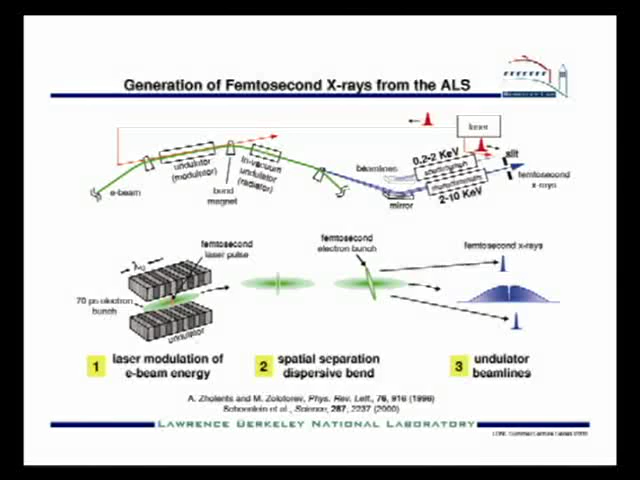 Generation of Femtosecond X-rays from the ALS
BERKELEY LAB
laser
0.2-2 KeV
slit
undulator
(modulator)
in-vacuum
undulator
(radiator)
beamlines
2-10 KeV
femtosecond
x-rays
e-beam
bend
magnet
mirror
femtosecond
laser pulse
femtosecond
electron bunch
femtosecond x-rays
70 ps electron
bunch
undulator
1 laser modulation of
e-beam energy
2 spatial separation
dispersive bend
3 undulator
beamlines
A. Zholents and M. Zolotorev, Phys. Rev. Lett., 76, 916 (1996)
Schoenlein et al., Science, 287, 2237 (2000)
LAWRENCE BERKELEY NATIONAL LABORATORY